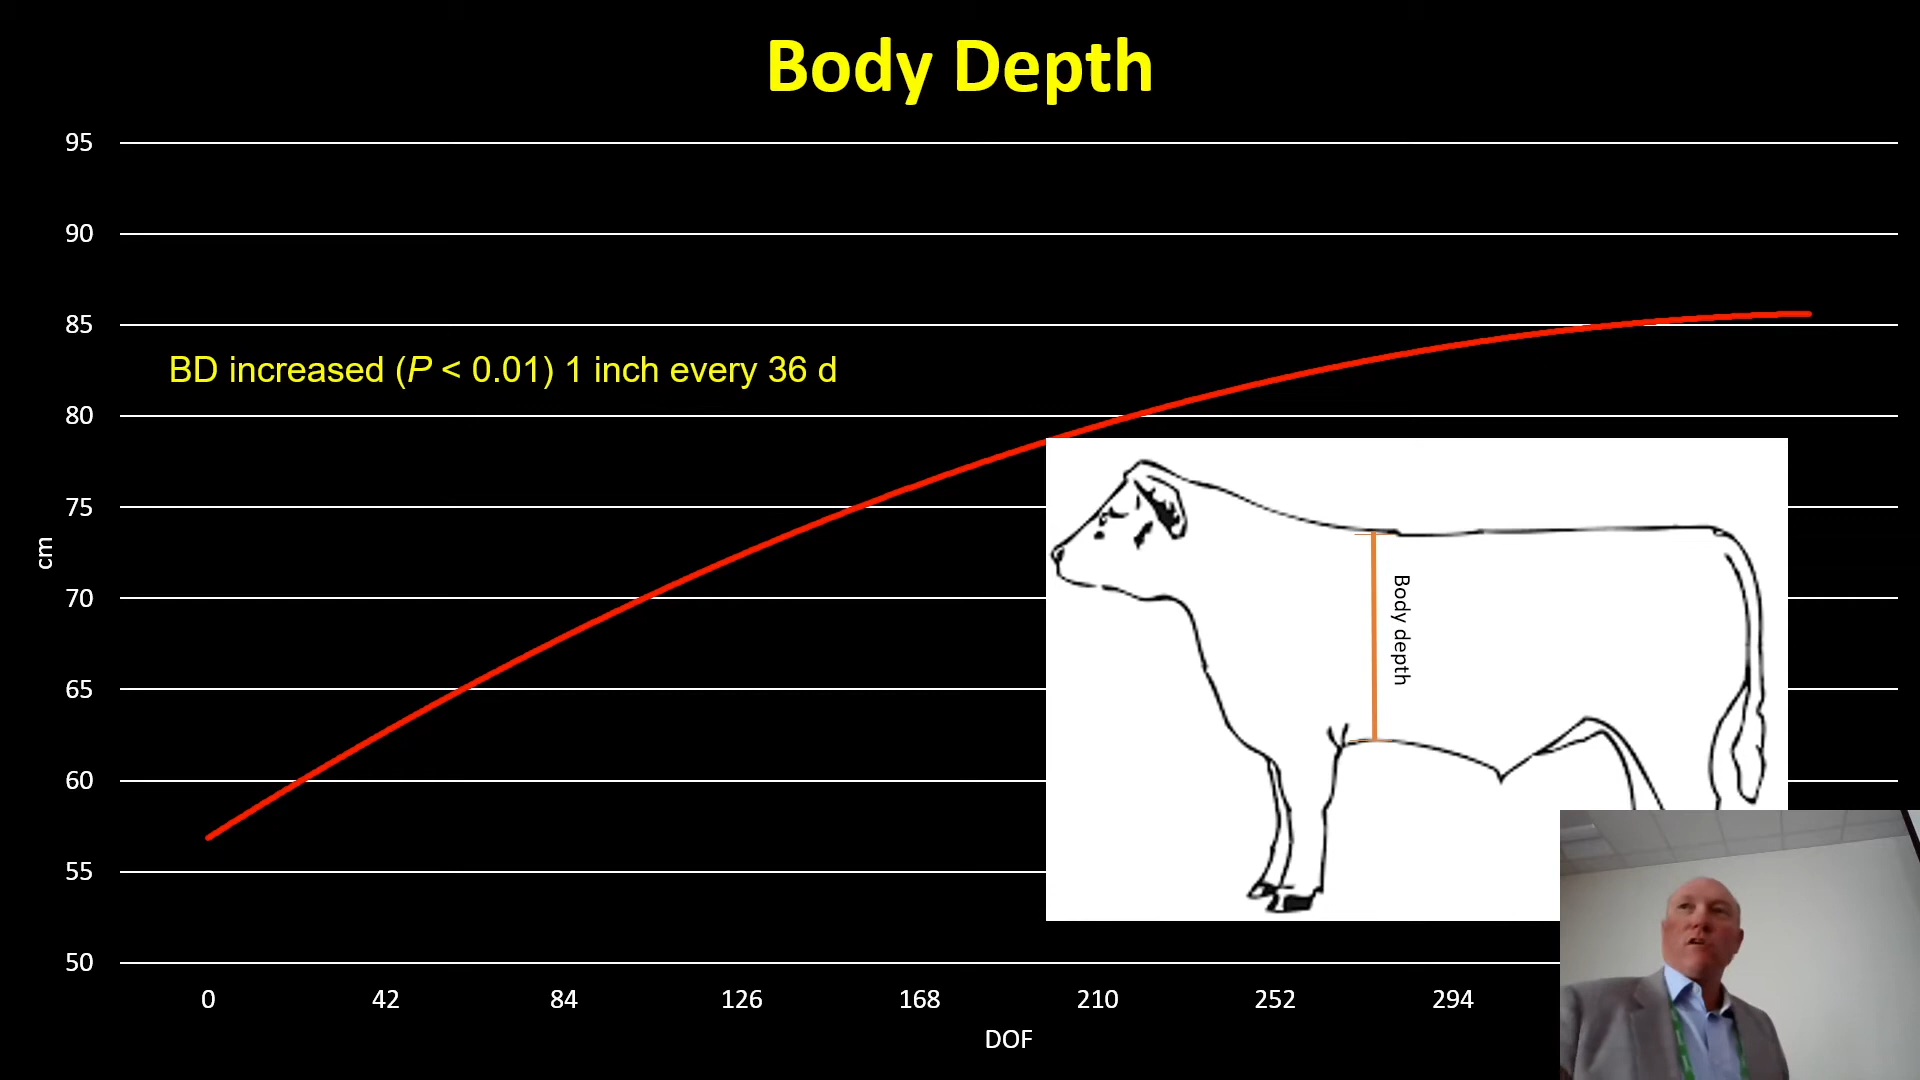 Body Depth
95
90
85
BD increased (P < 0.01) 1 inch every 36 d
80
75
cm
70
Body depth
65
60
55
50
0 42 84 126 168 210 252 294
DOF